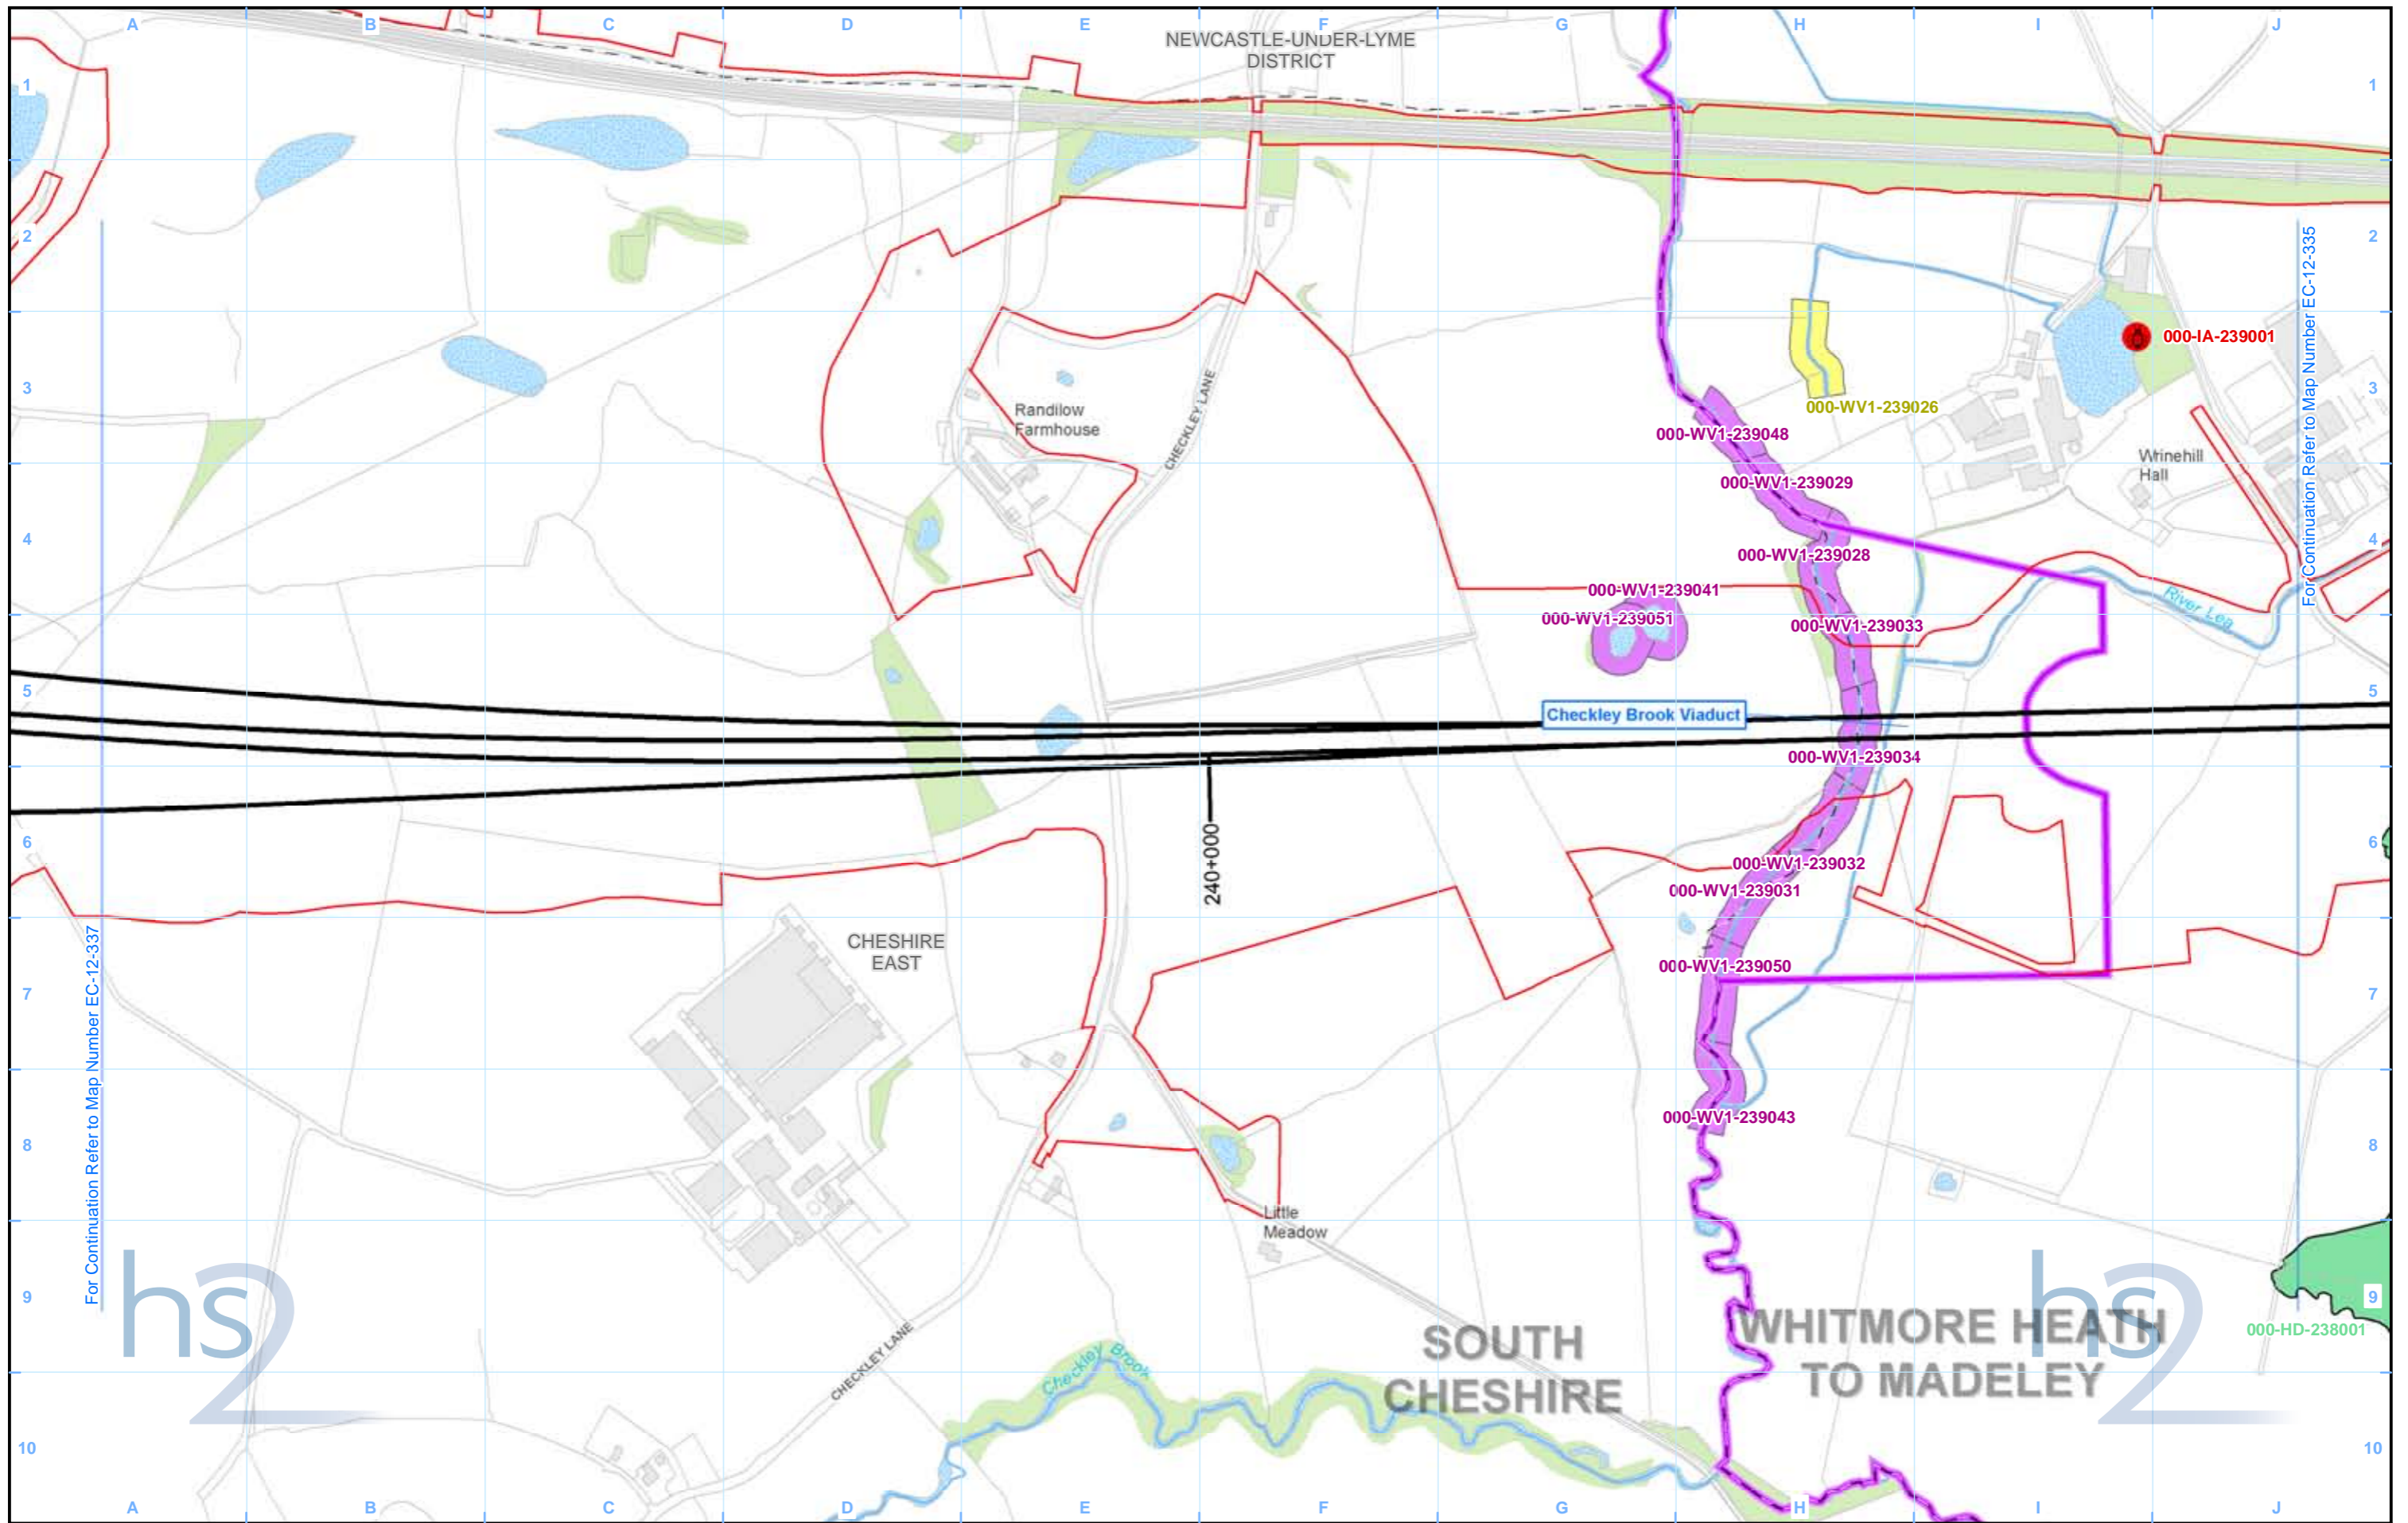 A B C D E F G H I J
NEWCASTLE-UNDER-LYME
DISTRICT
1 1
2 2
For Continuation Refer to Map Number EC-12-335
000-IA-239001
3 3
Randilow
Farmhouse
CHECKLEY LANE
000-WV1-239026
000-WV1-239048
Wrinehill
Hall
000-WV1-239029
4 4
000-WV1-239028
000-WV1-239041
River Lea
000-WV1-239051
000-WV1-239033
5 5
Checkley Brook Viaduct
000-WV1-239034
6 6
240+000
000-WV1-239032
000-WV1-239031
CHESHIRE
EAST
000-WV1-239050
7 7
For Continuation Refer to Map Number EC-12-337
000-WV1-239043
8 8
Little
Meadow
9 9
hs2
hs2
CHECKLEY LANE
Checkley Brook
SOUTH
CHESHIRE
WHITMORE HEATH
TO MADELEY
000-HD-238001
10 10
A B C D E F G H I J